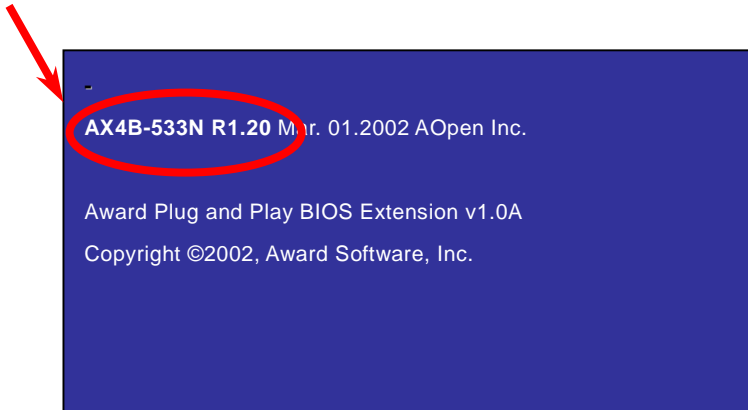 AX4B-533N R1.20 Mar. 01.2002 AOpen Inc.
Award Plug and Play BIOS Extension v1.0A
Copyright ©2002, Award Software, Inc.